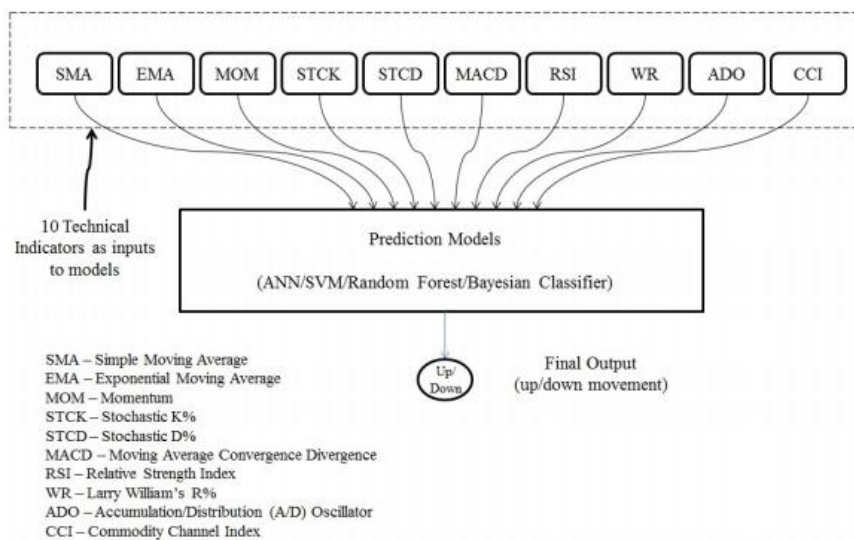 SMA EMA MOM STCK STCD MACD RSI WR ADO CCI
10 Technical
Indicators as inputs
to models
Prediction Models
(ANN/SVM/Random Forest/Bayesian Classifier)
Up/
Down
Final Output
(up/down movement)
SMA – Simple Moving Average
EMA – Exponential Moving Average
MOM – Momentum
STCK – Stochastic K%
STCD – Stochastic D%
MACD – Moving Average Convergence Divergence
RSI – Relative Strength Index
WR – Larry William's R%
ADO – Accumulation/Distribution (A/D) Oscillator
CCI – Commodity Channel Index